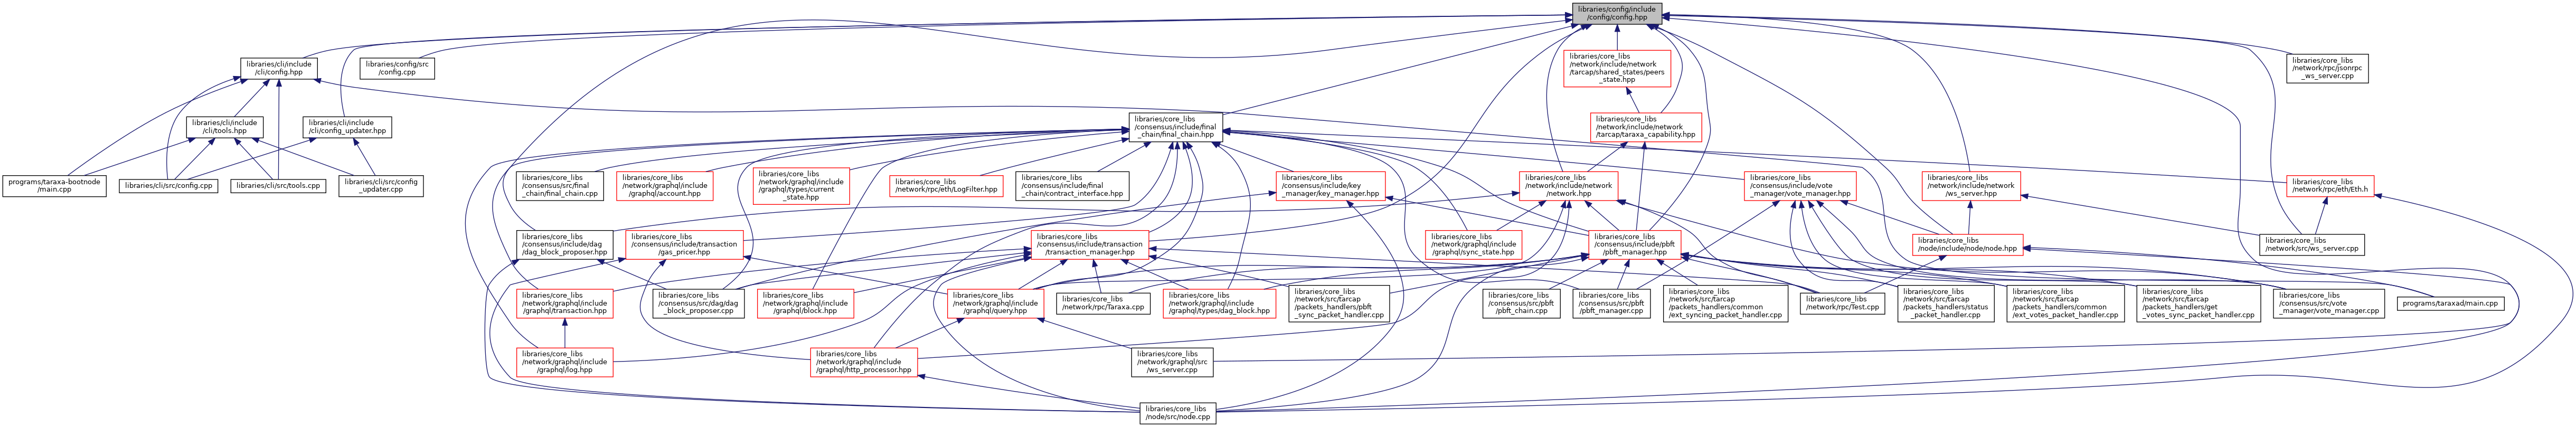 libraries/config/include
/config/config.hpp
libraries/cli/include
/cli/config.hpp
libraries/config/src
/config.cpp
libraries/core_libs
/network/include/network
/tarcap/shared_states/peers
_state.hpp
libraries/core_libs
/network/rpc/jsonrpc
_ws_server.cpp
libraries/cli/include
/cli/tools.hpp
libraries/cli/include
/cli/config_updater.hpp
libraries/core_libs
/consensus/include/final
_chain/final_chain.hpp
libraries/core_libs
/network/include/network
/tarcap/taraxa_capability.hpp
programs/taraxa-bootnode
/main.cpp
libraries/cli/src/config.cpp
libraries/cli/src/tools.cpp
libraries/cli/src/config
_updater.cpp
libraries/core_libs
/consensus/src/final
_chain/final_chain.cpp
libraries/core_libs
/network/graphql/include
/graphql/account.hpp
libraries/core_libs
/network/graphql/include
/graphql/types/current
_state.hpp
libraries/core_libs
/network/rpc/eth/LogFilter.hpp
libraries/core_libs
/consensus/include/final
_chain/contract_interface.hpp
libraries/core_libs
/consensus/include/key
_manager/key_manager.hpp
libraries/core_libs
/network/include/network
/network.hpp
libraries/core_libs
/consensus/include/vote
_manager/vote_manager.hpp
libraries/core_libs
/network/include/network
/ws_server.hpp
libraries/core_libs
/network/rpc/eth/Eth.h
libraries/core_libs
/consensus/include/dag
/dag_block_proposer.hpp
libraries/core_libs
/consensus/include/transaction
/gas_pricer.hpp
libraries/core_libs
/consensus/include/transaction
/transaction_manager.hpp
libraries/core_libs
/network/graphql/include
/graphql/sync_state.hpp
libraries/core_libs
/consensus/include/pbft
/pbft_manager.hpp
libraries/core_libs
/node/include/node/node.hpp
libraries/core_libs
/network/src/ws_server.cpp
libraries/core_libs
/network/graphql/include
/graphql/transaction.hpp
libraries/core_libs
/consensus/src/dag/dag
_block_proposer.cpp
libraries/core_libs
/network/graphql/include
/graphql/block.hpp
libraries/core_libs
/network/graphql/include
/graphql/query.hpp
libraries/core_libs
/network/rpc/Taraxa.cpp
libraries/core_libs
/network/graphql/include
/graphql/types/dag_block.hpp
libraries/core_libs
/network/src/tarcap
/packets_handlers/pbft
_sync_packet_handler.cpp
libraries/core_libs
/consensus/src/pbft
/pbft_chain.cpp
libraries/core_libs
/consensus/src/pbft
/pbft_manager.cpp
libraries/core_libs
/network/src/tarcap
/packets_handlers/common
/ext_syncing_packet_handler.cpp
libraries/core_libs
/network/rpc/Test.cpp
libraries/core_libs
/network/src/tarcap
/packets_handlers/status
_packet_handler.cpp
libraries/core_libs
/network/src/tarcap
/packets_handlers/common
/ext_votes_packet_handler.cpp
libraries/core_libs
/network/src/tarcap
/packets_handlers/get
_votes_sync_packet_handler.cpp
libraries/core_libs
/consensus/src/vote
_manager/vote_manager.cpp
programs/taraxad/main.cpp
libraries/core_libs
/network/graphql/include
/graphql/log.hpp
libraries/core_libs
/network/graphql/include
/graphql/http_processor.hpp
libraries/core_libs
/network/graphql/src
/ws_server.cpp
libraries/core_libs
/node/src/node.cpp